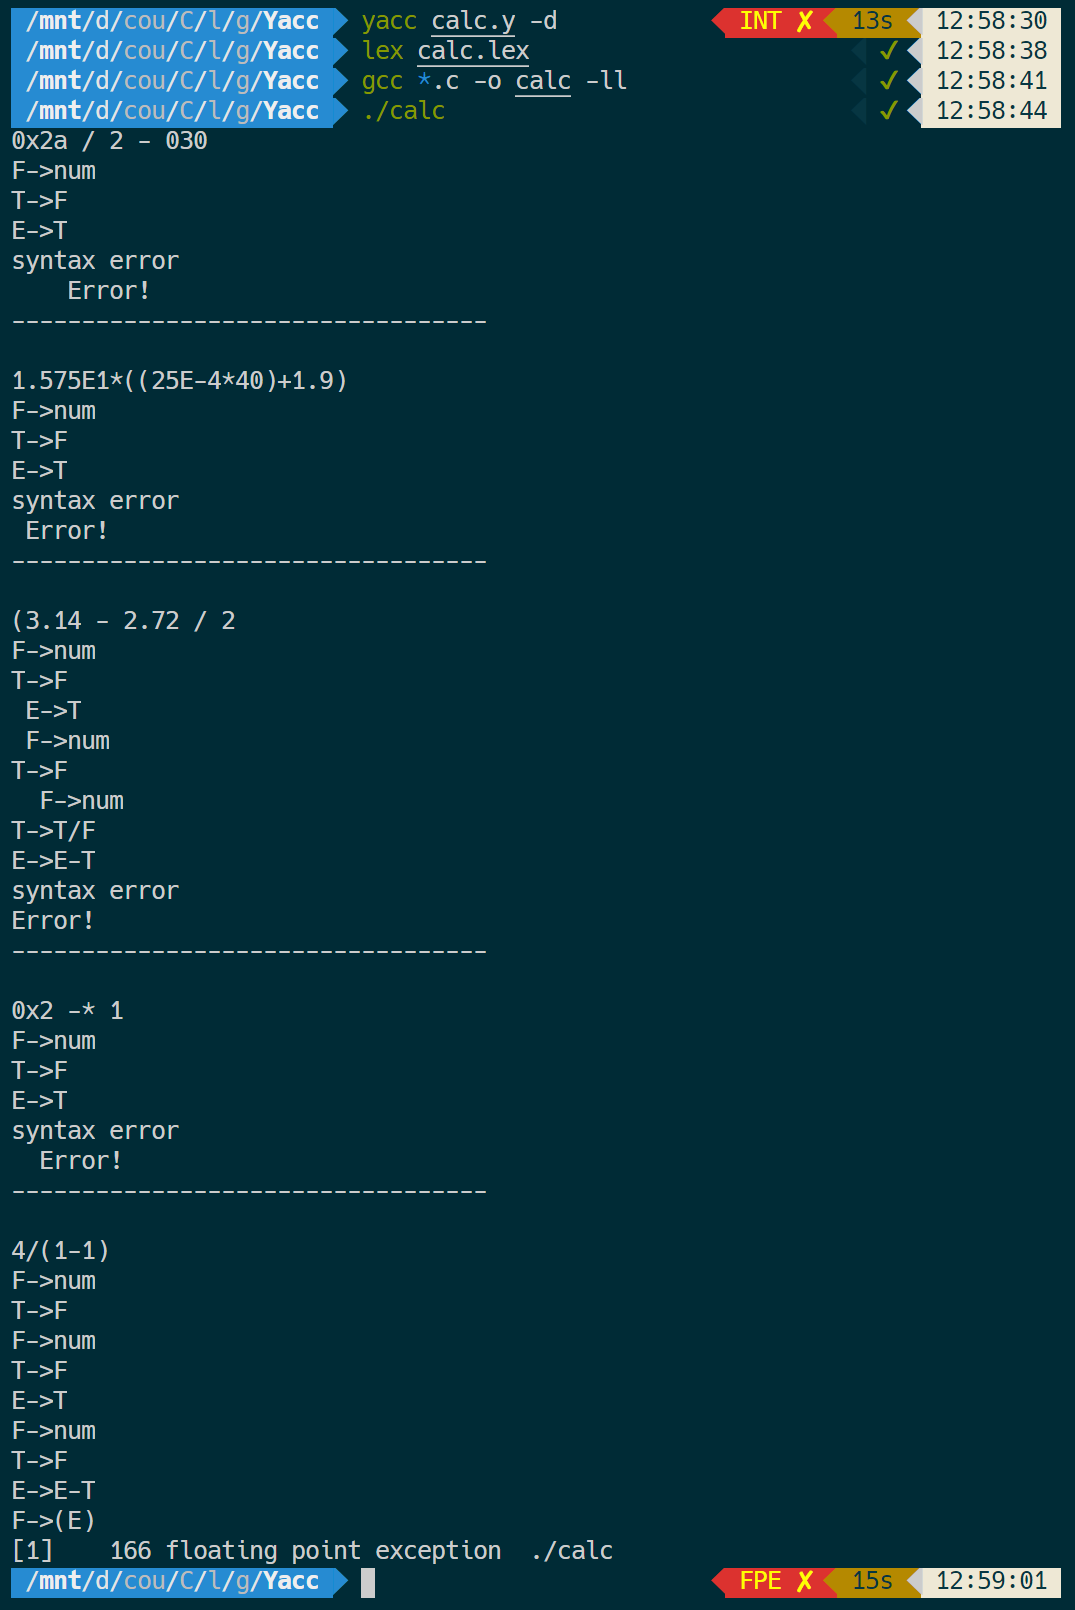 /mnt/d/cou/C/l/g/Yacc yacc calc.y -d INT ✘ 13s 12:58:30
/mnt/d/cou/C/l/g/Yacc lex calc.lex ✓ 12:58:38
/mnt/d/cou/C/l/g/Yacc gcc *.c -o calc -ll ✓ 12:58:41
/mnt/d/cou/C/l/g/Yacc ./calc ✓ 12:58:44
0x2a / 2 - 030
F->num
T->F
E->T
syntax error
    Error!
----------------------------------
1.575E1*((25E-4*40)+1.9)
F->num
T->F
E->T
syntax error
 Error!
----------------------------------
(3.14 - 2.72 / 2
F->num
T->F
 E->T
 F->num
T->F
  F->num
T->T/F
E->E-T
syntax error
Error!
----------------------------------
0x2 -* 1
F->num
T->F
E->T
syntax error
  Error!
----------------------------------
4/(1-1)
F->num
T->F
F->num
T->F
E->T
F->num
T->F
E->E-T
F->(E)
[1]    166 floating point exception  ./calc
/mnt/d/cou/C/l/g/Yacc FPE ✘ 15s 12:59:01